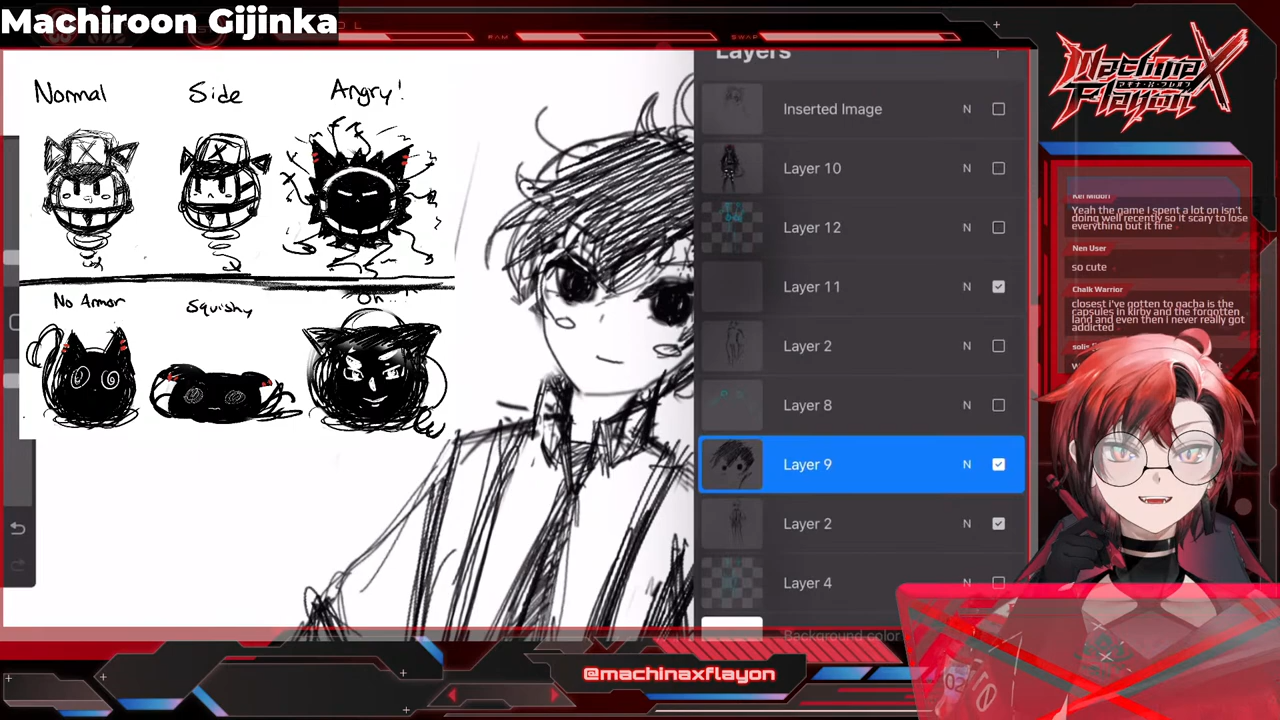 Machiroon Gijinka
Normal
Side
Angry!
No Armor
Squishy
Oh...
Layers
Inserted Image N
Layer 10 N
Layer 12 N
Layer 11 N
Layer 2 N
Layer 8 N
Layer 9 N
Layer 2 N
Layer 4 N
Background color
Machina X
Flayon
Kei Midori
Yeah the game I spent a lot on isn't
doing well recently so it scary to lose
everything but it fine
Nen User
so cute
Chalk Warrior
closest i've gotten to gacha is the
capsules in kirby and the forgotten
land and even then i never really got
addicted
@machinaxflayon
02